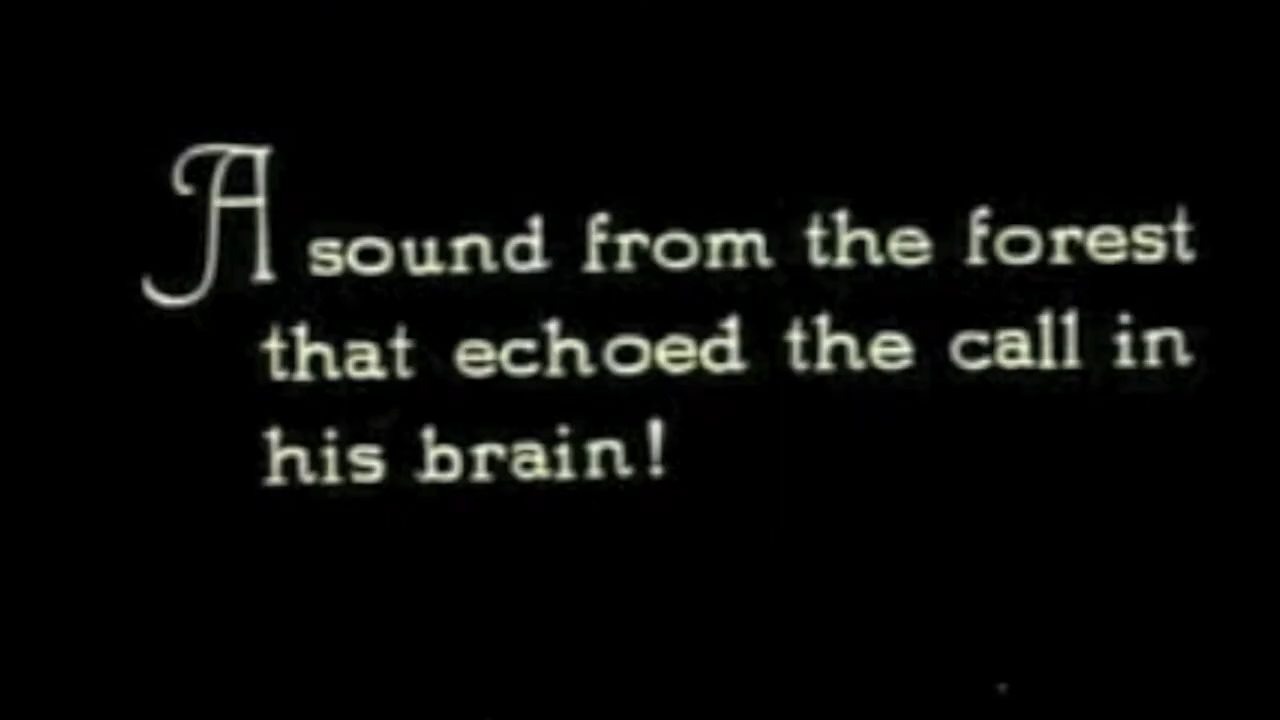 A sound from the forest
that echoed the call in
his brain!